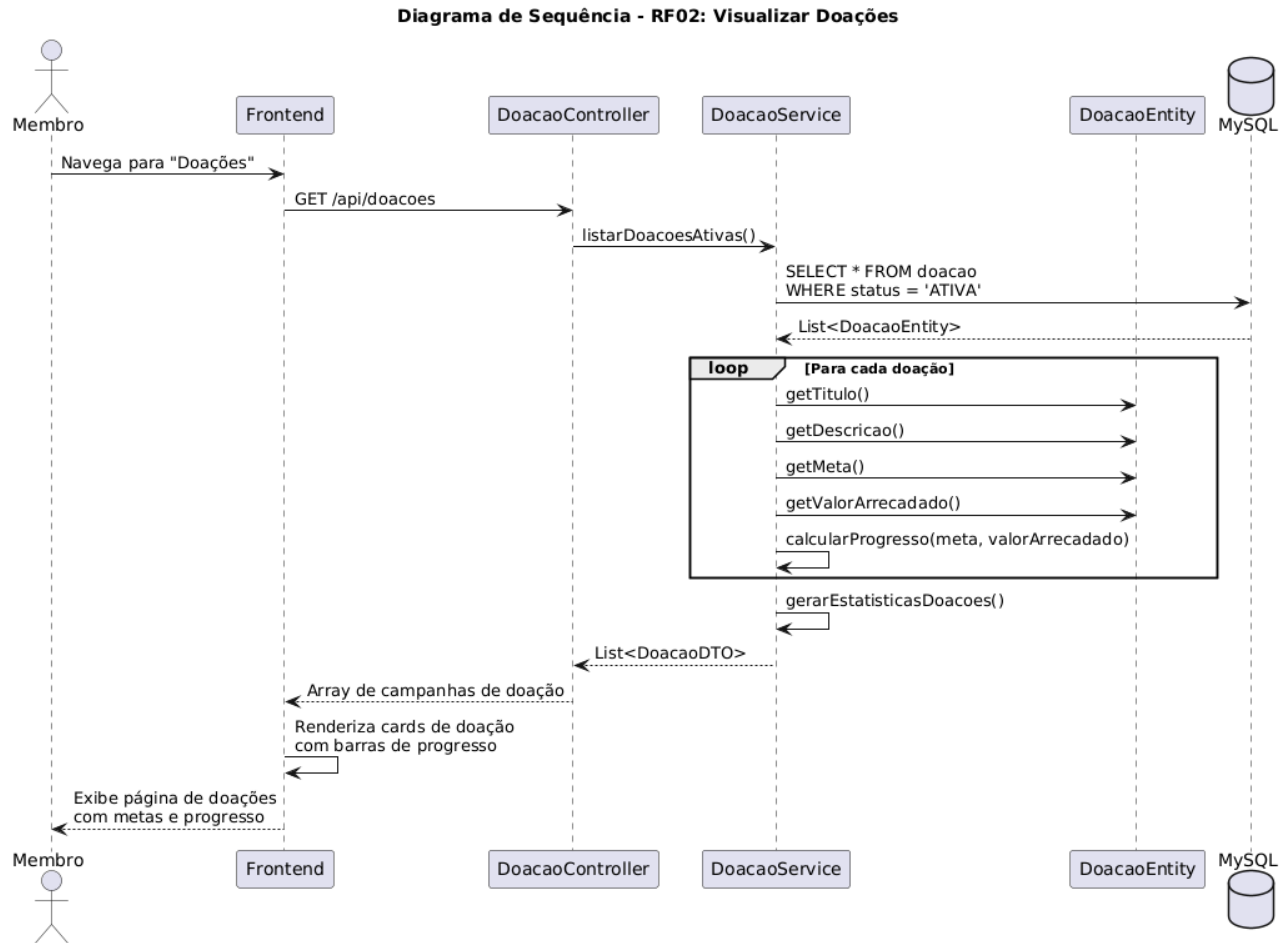 Diagrama de Sequência - RF02: Visualizar Doações
Membro
Frontend
DoacaoController
DoacaoService
DoacaoEntity
MySQL
Navega para "Doações"
GET /api/doacoes
listarDoacoesAtivas()
SELECT * FROM doacao
WHERE status = 'ATIVA'
List<DoacaoEntity>
loop
[Para cada doação]
getTitulo()
getDescricao()
getMeta()
getValorArrecadado()
calcularProgresso(meta, valorArrecadado)
gerarEstatisticasDoacoes()
List<DoacaoDTO>
Array de campanhas de doação
Renderiza cards de doação
com barras de progresso
Exibe página de doações
com metas e progresso
Membro
Frontend
DoacaoController
DoacaoService
DoacaoEntity
MySQL